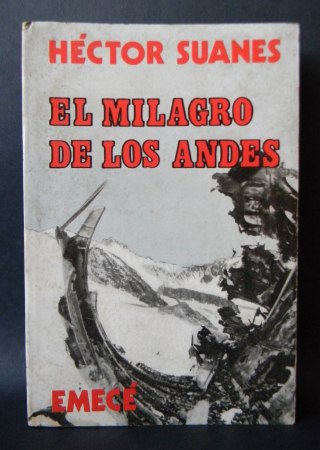 HÉCTOR SUANES
EL MILAGRO
DE LOS ANDES
EMECÉ